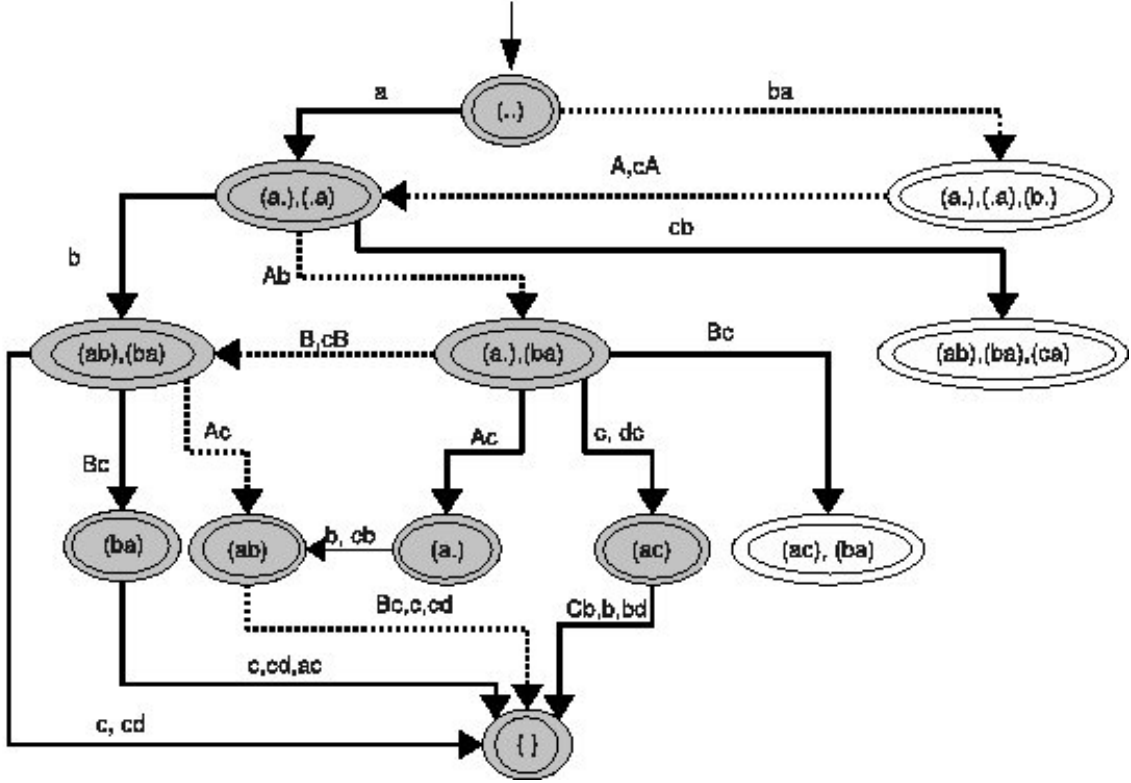 a
ba
(..)
A,cA
(a.),(.a)
(a.),(.a),(b.)
cb
b
Ab
B,cB
Bc
(ab),(ba)
(a.),(ba)
(ab),(ba),(ca)
Ac
Ac
c, dc
Bc
(ba)
(ab)
b, cb
(a.)
(ac)
(ac), (ba)
Bc,c,cd
Cb,b,bd
c,cd,ac
c, cd
{ }